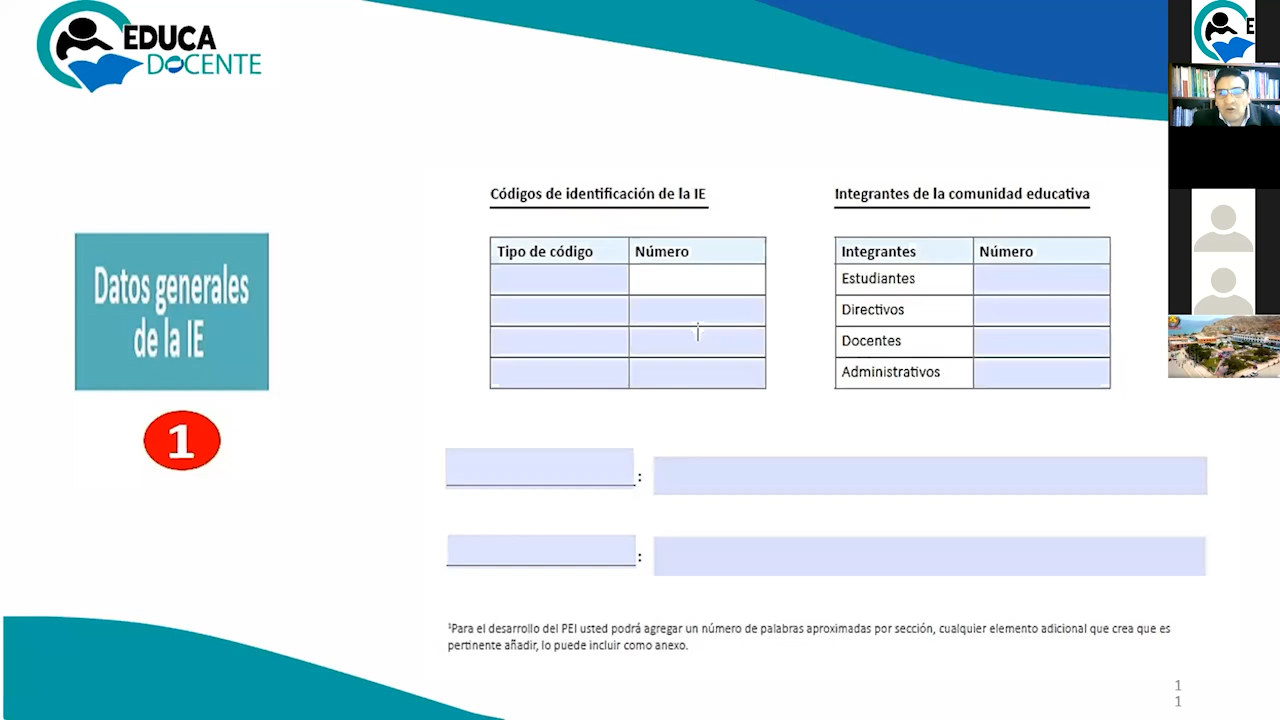 EDUCA
DOCENTE
E
Códigos de identificación de la IE
Integrantes de la comunidad educativa
Tipo de código Número
Integrantes Número
Estudiantes
Directivos
Docentes
Administrativos
Datos generales
de la IE
1
:
:
¹Para el desarrollo del PEI usted podrá agregar un número de palabras aproximadas por sección, cualquier elemento adicional que crea que es
pertinente añadir, lo puede incluir como anexo.
1
1